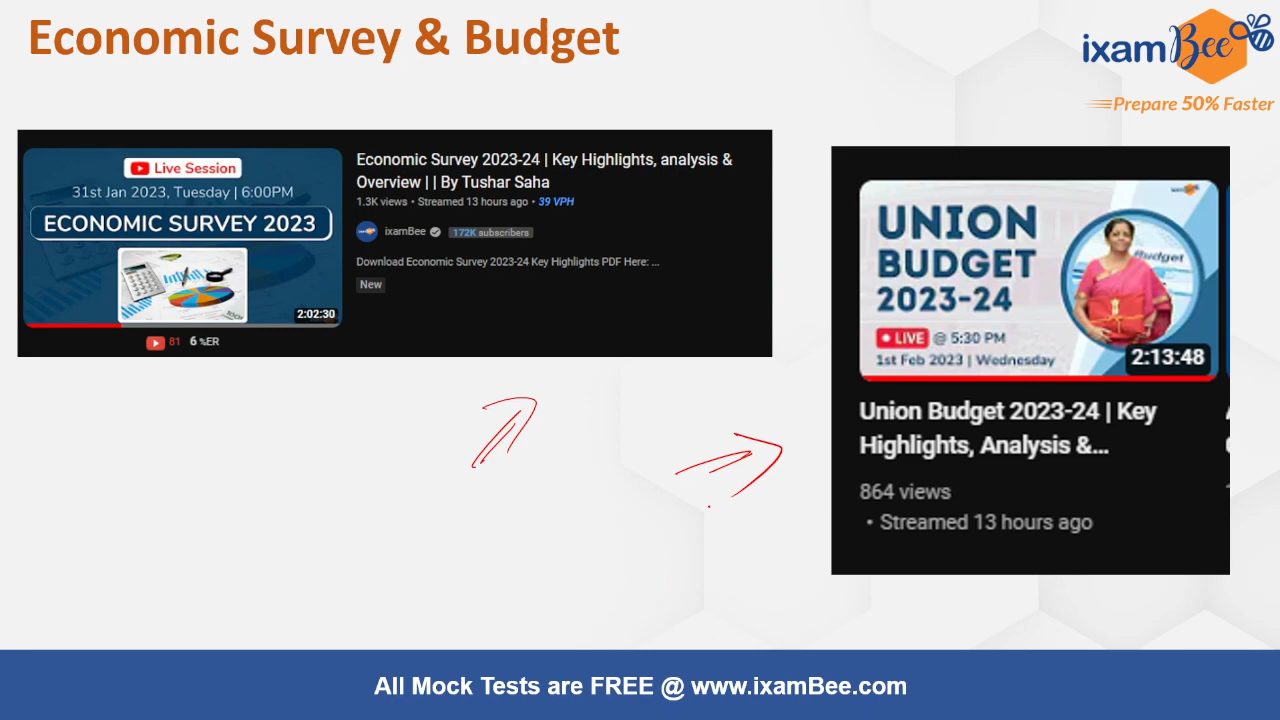 Economic Survey & Budget
ixamBee
Prepare 50% Faster
Live Session
31st Jan 2023, Tuesday | 6:00PM
ECONOMIC SURVEY 2023
2:02:30
81 6 %ER
Economic Survey 2023-24 | Key Highlights, analysis &
Overview | | By Tushar Saha
1.3K views • Streamed 13 hours ago • 39 VPH
ixamBee 172K subscribers
Download Economic Survey 2023-24 Key Highlights PDF Here: ...
New
UNION
BUDGET
2023-24
Budget
LIVE @ 5:30 PM
1st Feb 2023 | Wednesday
2:13:48
Union Budget 2023-24 | Key
Highlights, Analysis &...
864 views
• Streamed 13 hours ago
All Mock Tests are FREE @ www.ixamBee.com